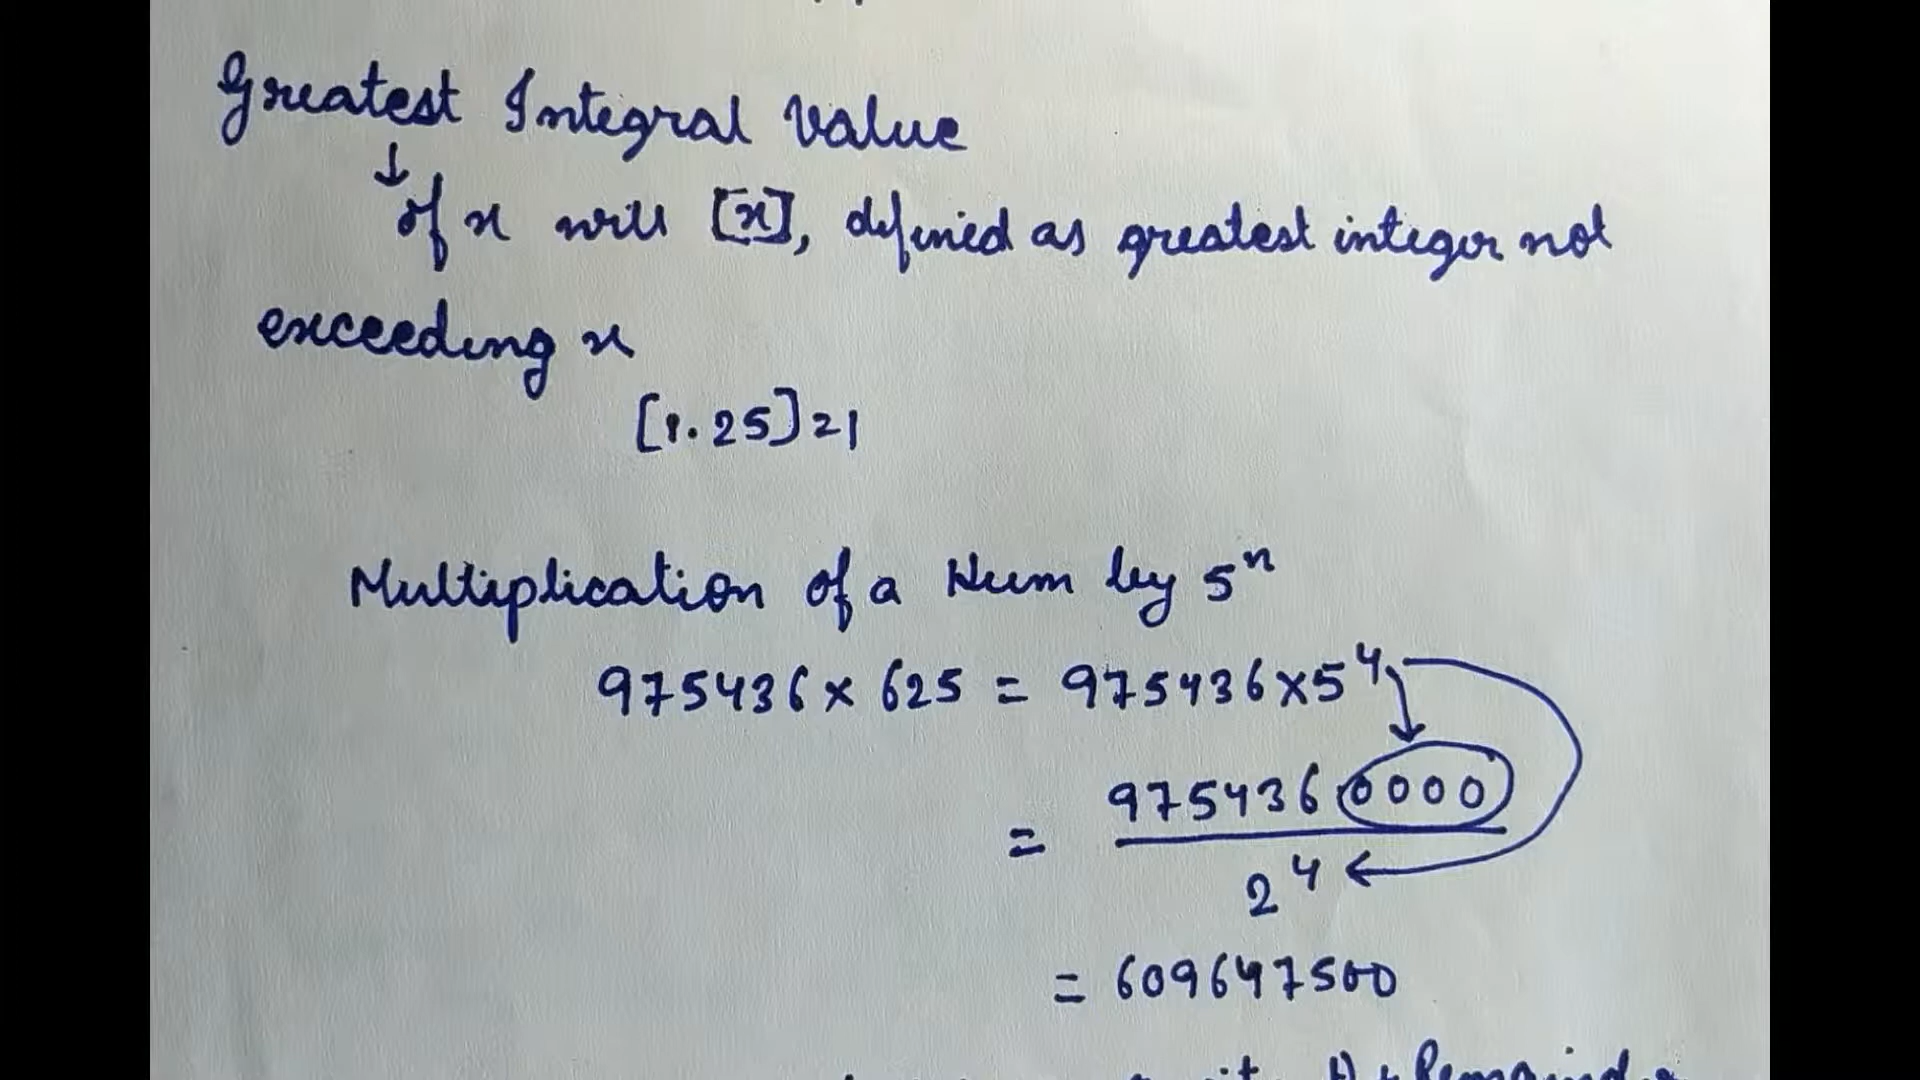 Greatest Integral Value
↓
of x will [x], defined as greatest integer not
exceeding x
[1.25]=1
Multiplication of a Num by 5ⁿ
975436 × 625 = 975436 × 5⁴
= 9754360000 / 2⁴
= 609647500
Remainder